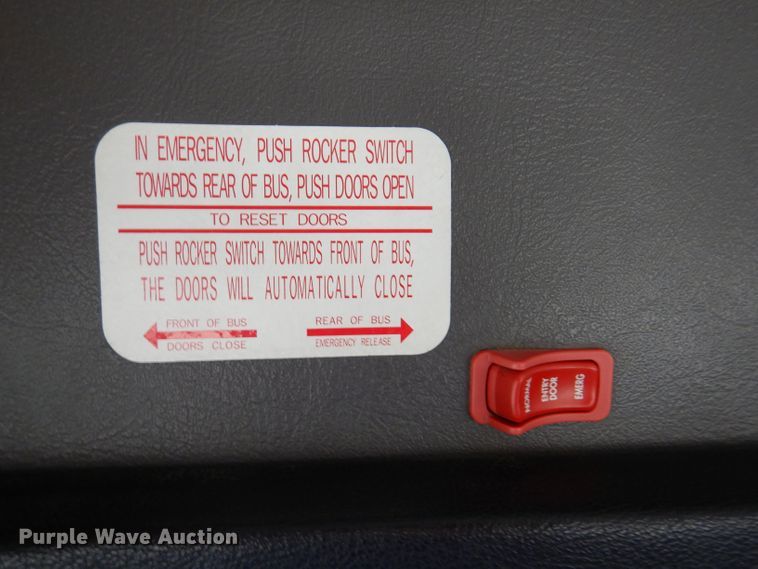 IN EMERGENCY, PUSH ROCKER SWITCH
TOWARDS REAR OF BUS, PUSH DOORS OPEN
TO RESET DOORS
PUSH ROCKER SWITCH TOWARDS FRONT OF BUS,
THE DOORS WILL AUTOMATICALLY CLOSE
FRONT OF BUS
DOORS CLOSE
REAR OF BUS
EMERGENCY RELEASE
NORMAL
ENTRY
DOOR
EMERG
Purple Wave Auction